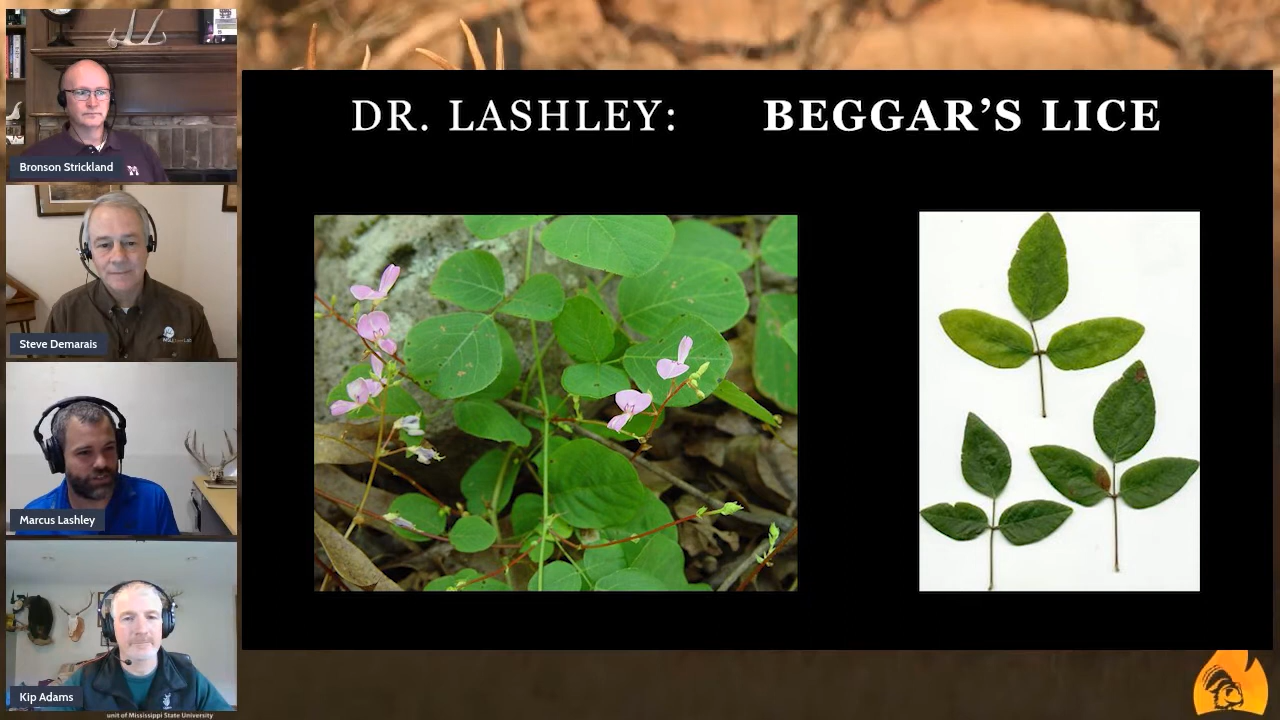 DR. LASHLEY: BEGGAR’S LICE
Bronson Strickland
Steve Demarais
Marcus Lashley
Kip Adams
unit of Mississippi State University